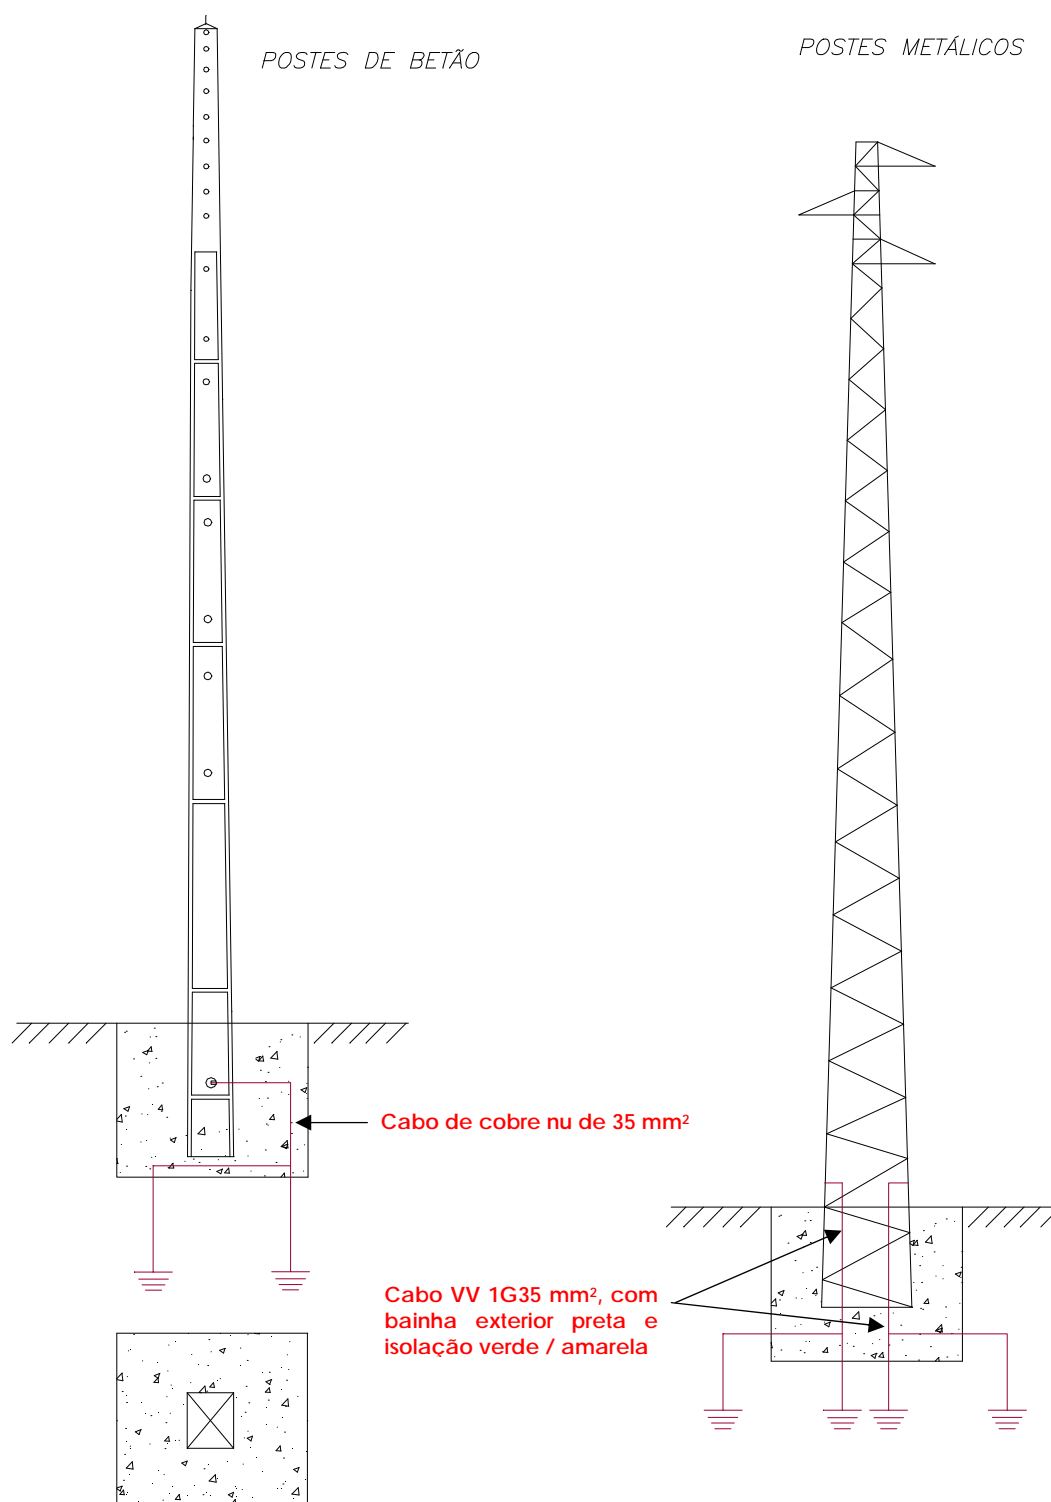 POSTES DE BETÃO
POSTES METÁLICOS
Cabo de cobre nu de 35 mm²
Cabo VV 1G35 mm², com
bainha exterior preta e
isolação verde / amarela